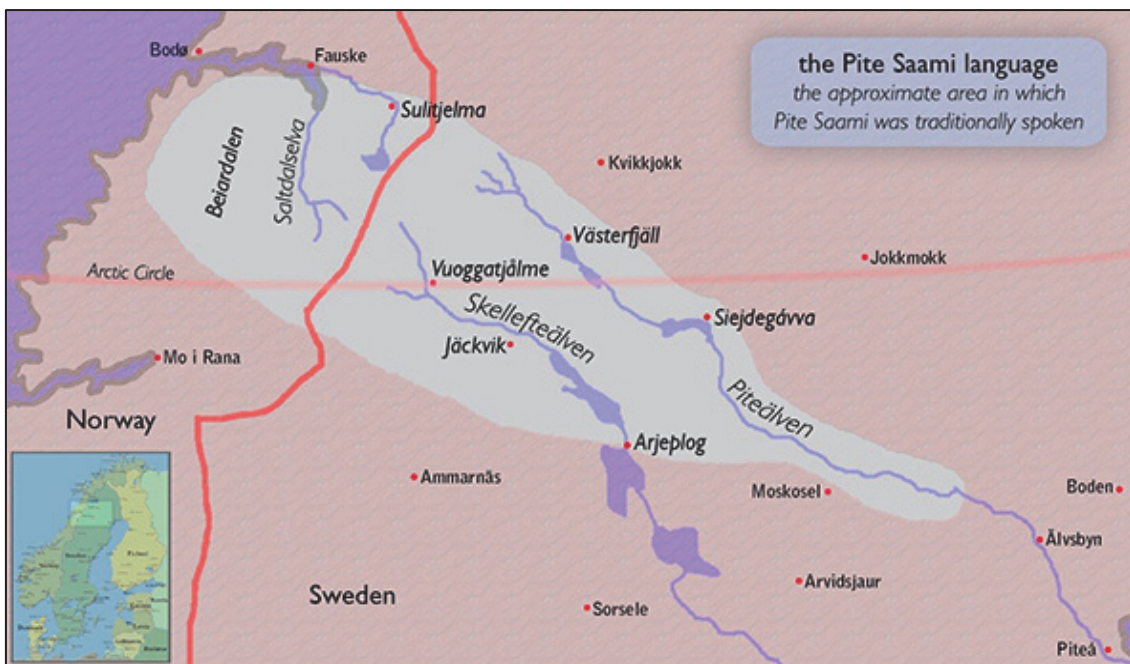 the Pite Saami language
the approximate area in which
Pite Saami was traditionally spoken
Bodø
Fauske
Sulitjelma
Beiardalen
Saltdalselva
Kvikkjokk
Västerfjäll
Jokkmokk
Arctic Circle
Vuoggatjålme
Skellefteälven
Siejdegávva
Jäckvik
Mo i Rana
Piteälven
Norway
Arjeplog
Ammarnäs
Moskosel
Boden
Älvsbyn
Arvidsjaur
Sweden
Sorsele
Piteå